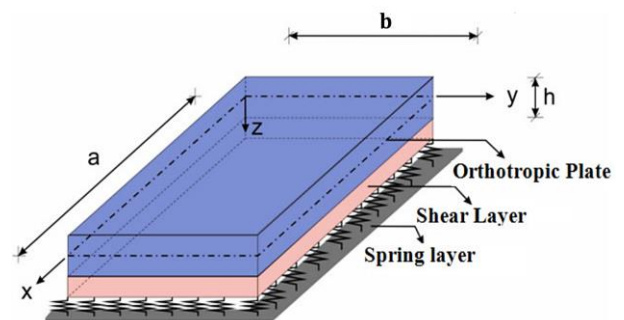 b
y
h
z
a
Orthotropic Plate
Shear Layer
Spring layer
x